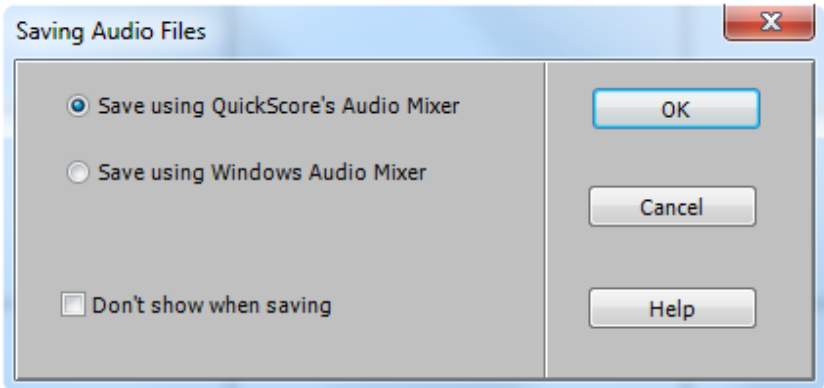 Saving Audio Files
Save using QuickScore's Audio Mixer
OK
Save using Windows Audio Mixer
Cancel
Don't show when saving
Help